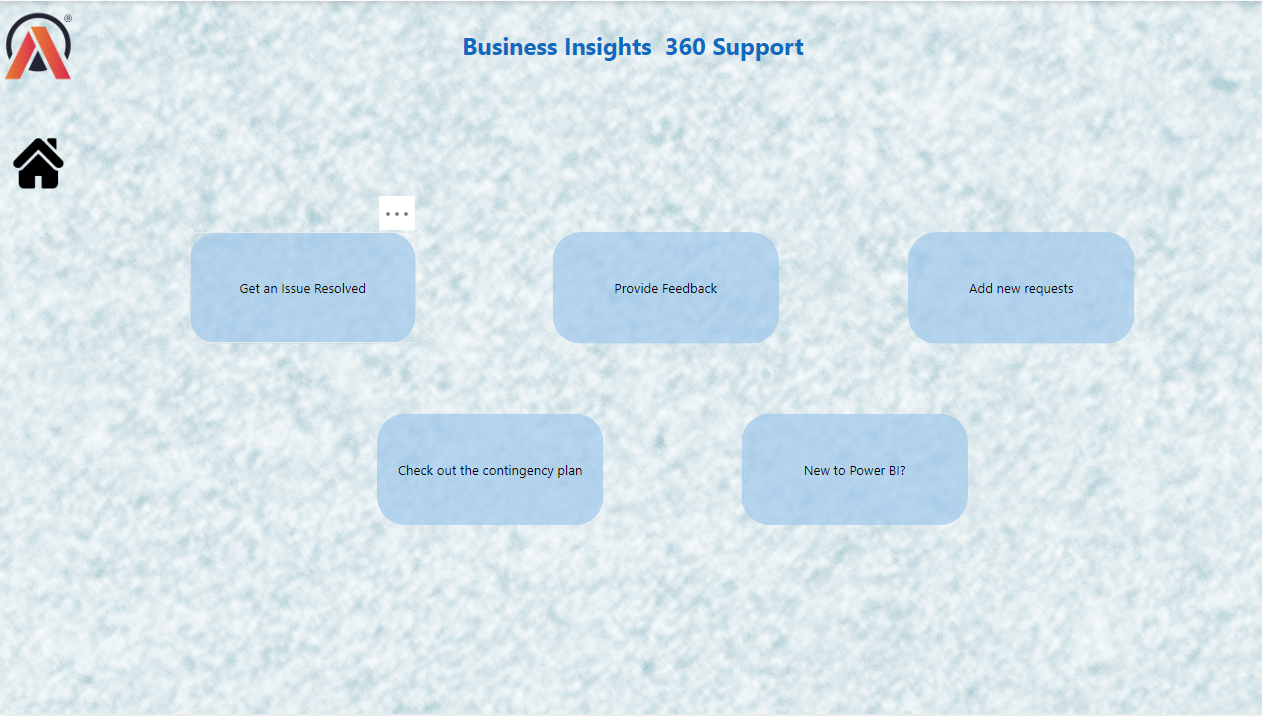 ®
Business Insights  360 Support
...
Get an Issue Resolved
Provide Feedback
Add new requests
Check out the contingency plan
New to Power BI?